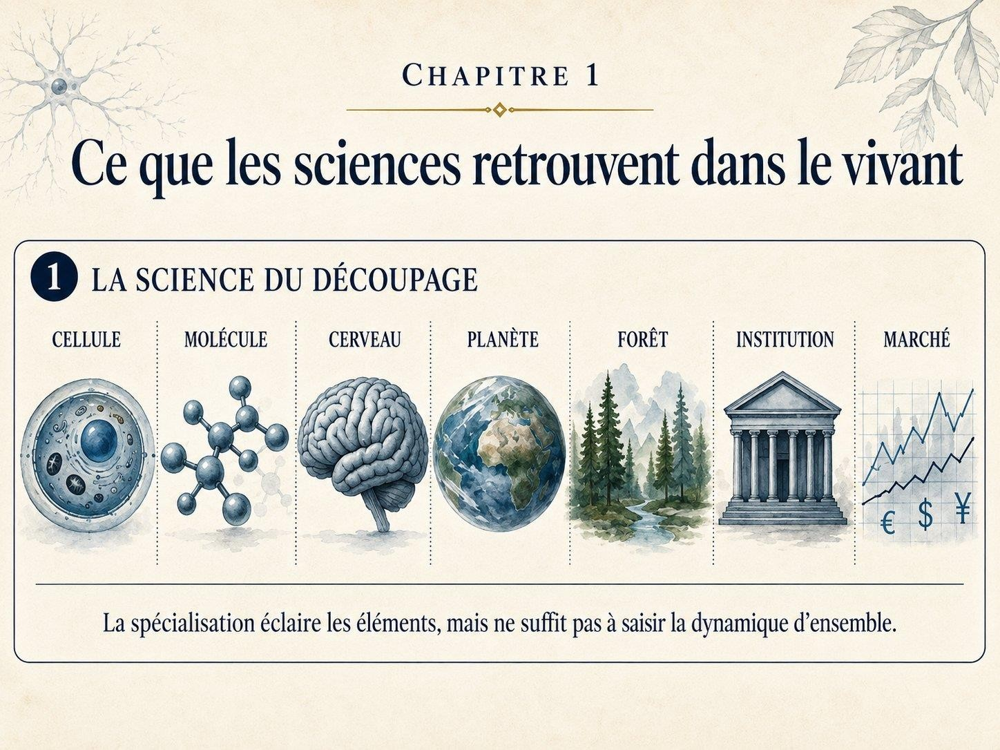 CHAPITRE 1
Ce que les sciences retrouvent dans le vivant
1 LA SCIENCE DU DÉCOUPAGE
CELLULE
MOLÉCULE
CERVEAU
PLANÈTE
FORÊT
INSTITUTION
MARCHÉ
€ $ ¥
La spécialisation éclaire les éléments, mais ne suffit pas à saisir la dynamique d’ensemble.